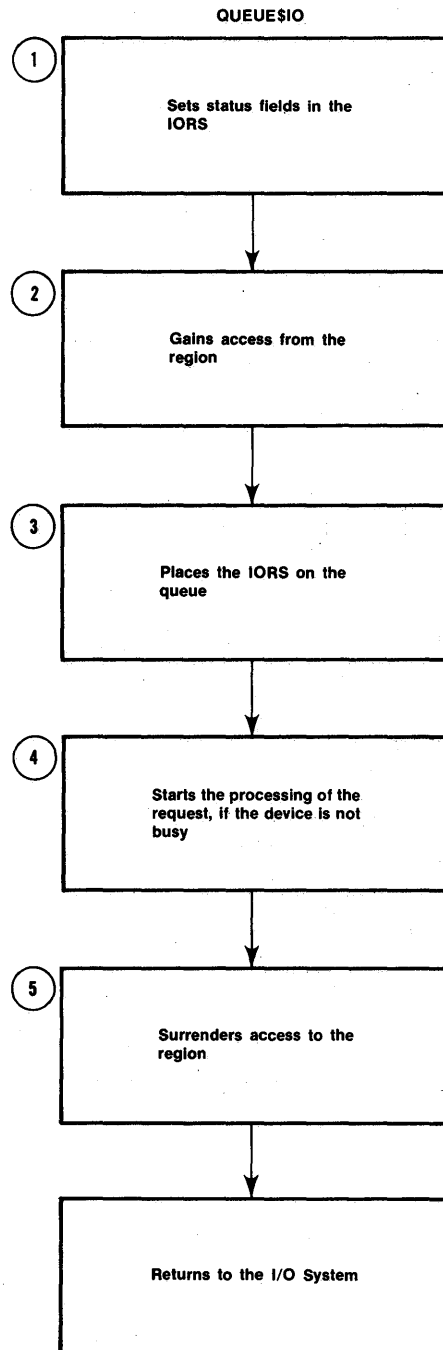 QUEUE$IO
1
Sets status fields in the
IORS
2
Gains access from the
region
3
Places the IORS on the
queue
4
Starts the processing of the
request, if the device is not
busy
5
Surrenders access to the
region
Returns to the I/O System